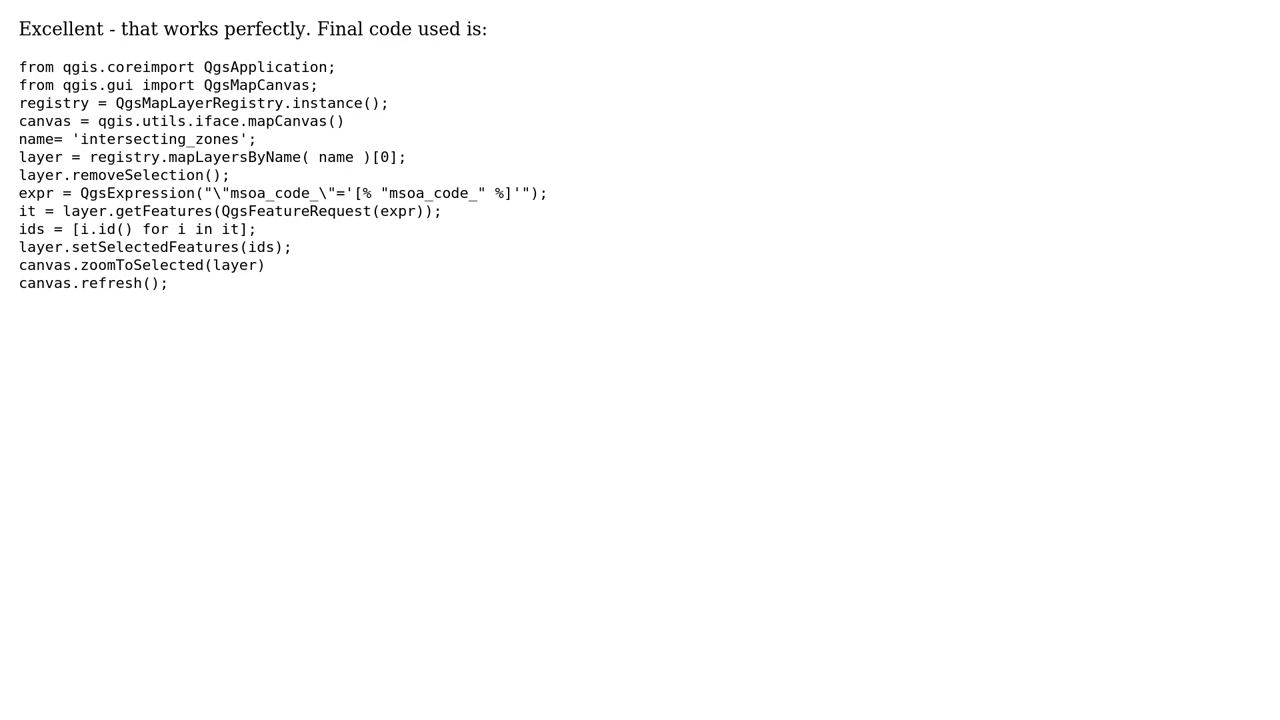 Excellent - that works perfectly. Final code used is:
from qgis.coreimport QgsApplication;
from qgis.gui import QgsMapCanvas;
registry = QgsMapLayerRegistry.instance();
canvas = qgis.utils.iface.mapCanvas()
name= 'intersecting_zones';
layer = registry.mapLayersByName( name )[0];
layer.removeSelection();
expr = QgsExpression("\"msoa_code_\"='[% "msoa_code_" %]'");
it = layer.getFeatures(QgsFeatureRequest(expr));
ids = [i.id() for i in it];
layer.setSelectedFeatures(ids);
canvas.zoomToSelected(layer)
canvas.refresh();